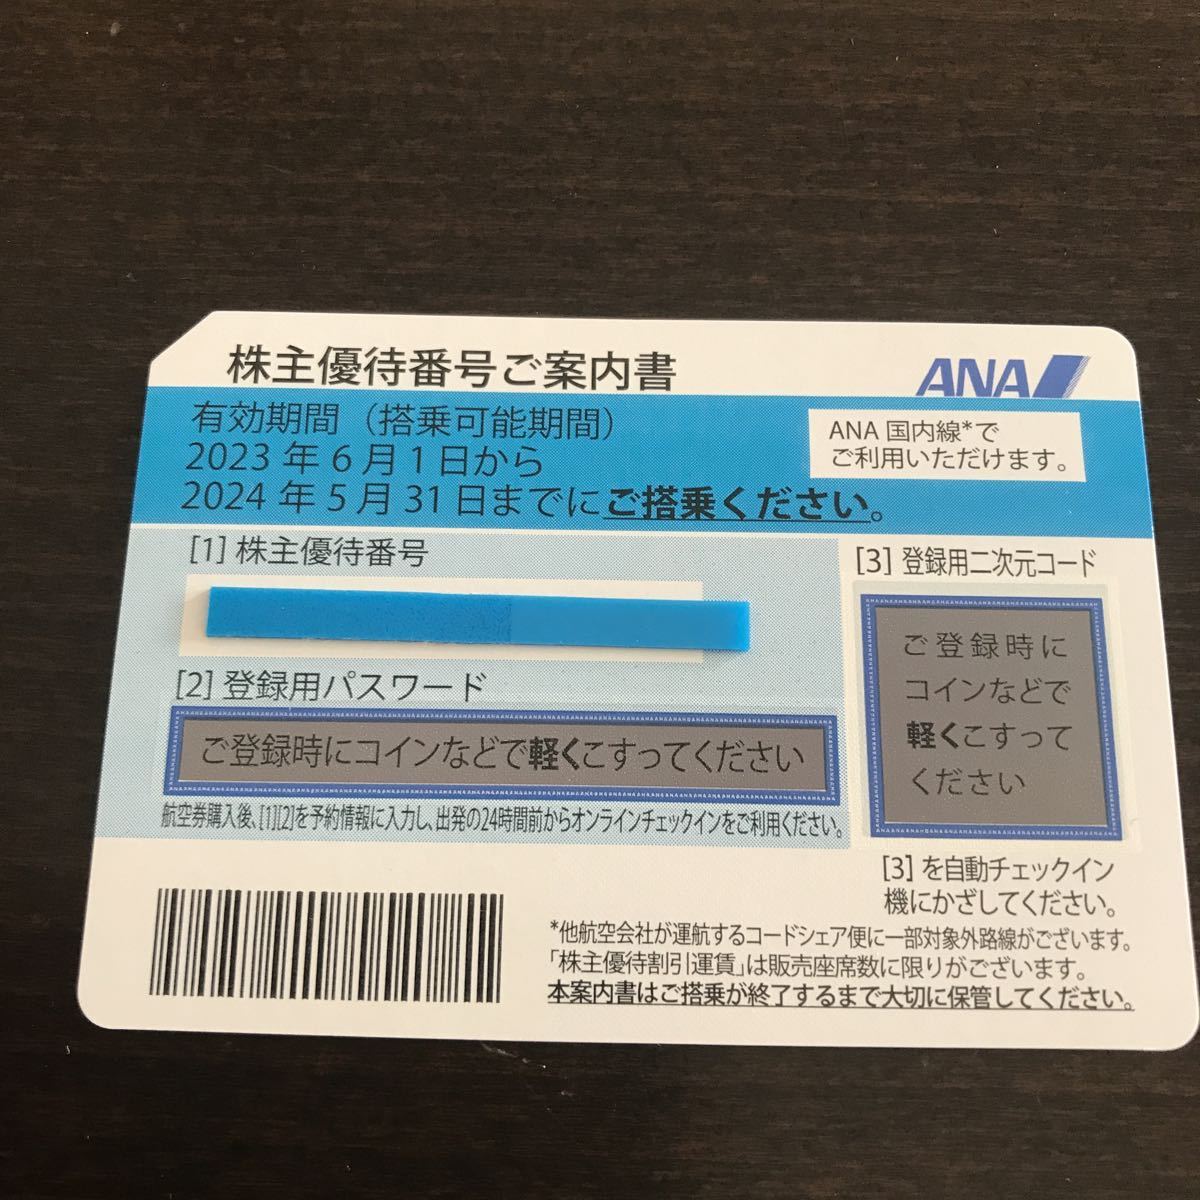 株主優待番号ご案内書
ANA
有効期間（搭乗可能期間）
2023 年 6 月 1 日から
2024 年 5 月 31 日までにご搭乗ください。
ANA 国内線*で
ご利用いただけます。
[1] 株主優待番号
[2] 登録用パスワード
ご登録時にコインなどで軽くこすってください
航空券購入後、[1][2]を予約情報に入力し、出発の24時間前からオンラインチェックインをご利用ください。
[3] 登録用二次元コード
ご登録時に
コインなどで
軽くこすって
ください
[3] を自動チェックイン
機にかざしてください。
*他航空会社が運航するコードシェア便に一部対象外路線がございます。
「株主優待割引運賃」は販売座席数に限りがございます。
本案内書はご搭乗が終了するまで大切に保管してください。